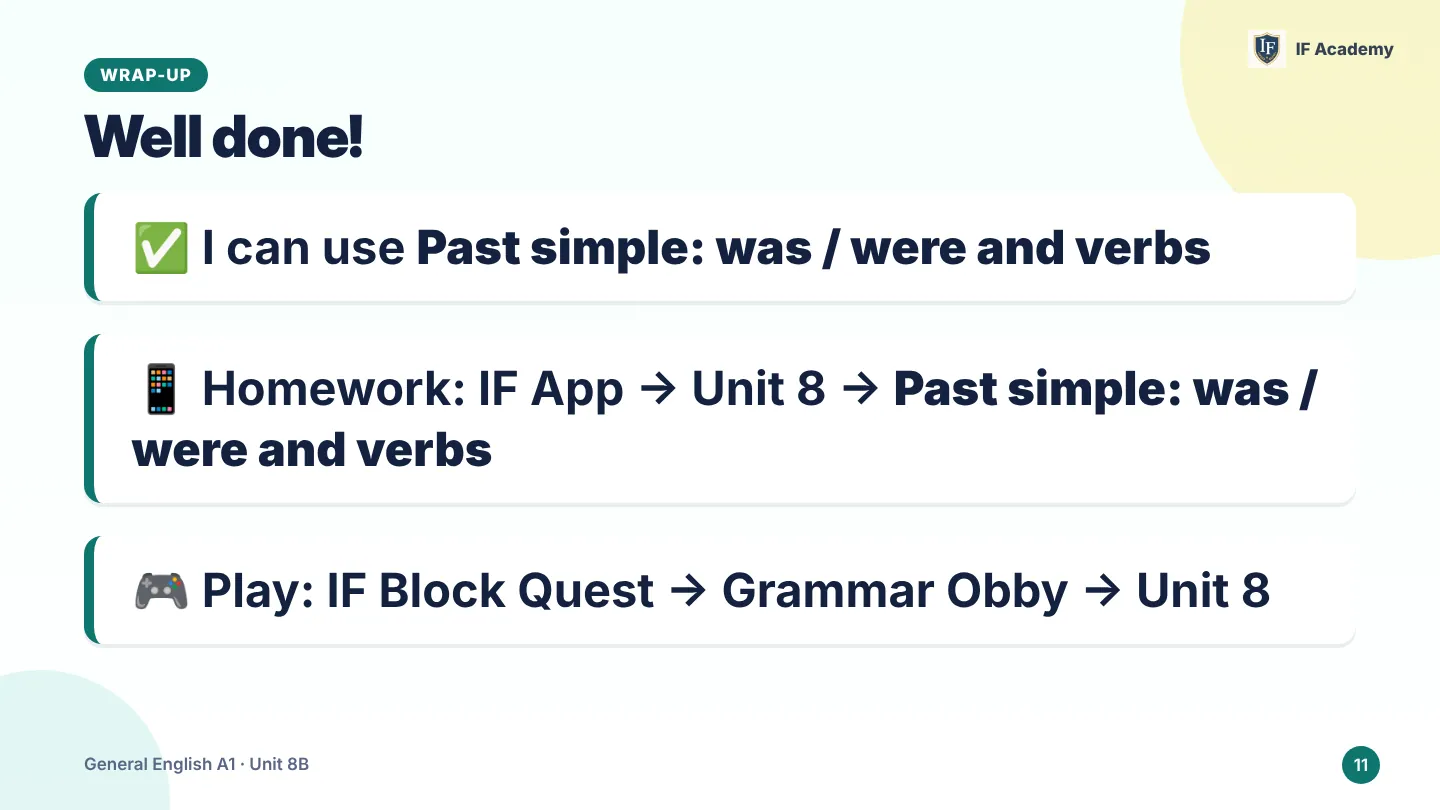 IF Academy
WRAP-UP
Well done!
✅ I can use Past simple: was / were and verbs
📱 Homework: IF App → Unit 8 → Past simple: was /
were and verbs
🎮 Play: IF Block Quest → Grammar Obby → Unit 8
General English A1 · Unit 8B
11